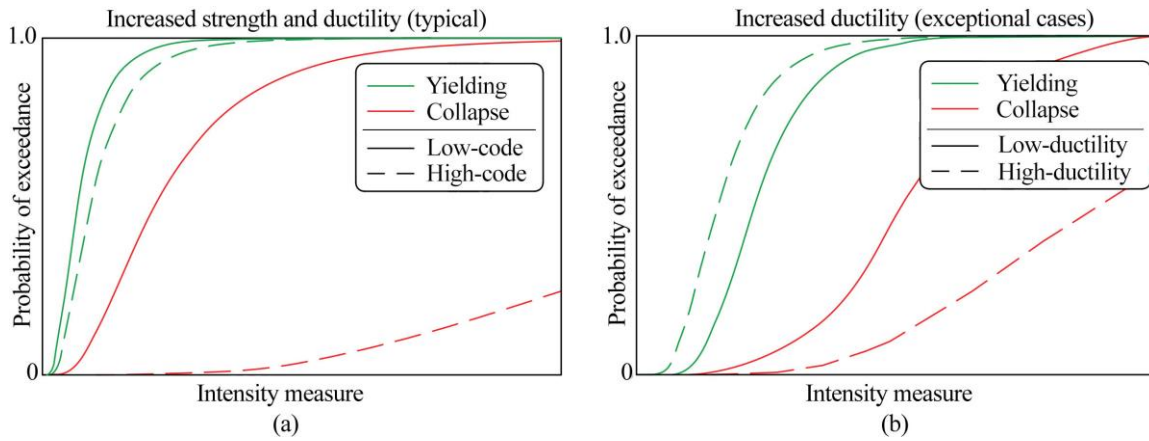 Increased strength and ductility (typical)
1.0
Probability of exceedance
0
Yielding
Collapse
Low-code
High-code
Intensity measure
(a)
Increased ductility (exceptional cases)
1.0
Probability of exceedance
0
Yielding
Collapse
Low-ductility
High-ductility
Intensity measure
(b)